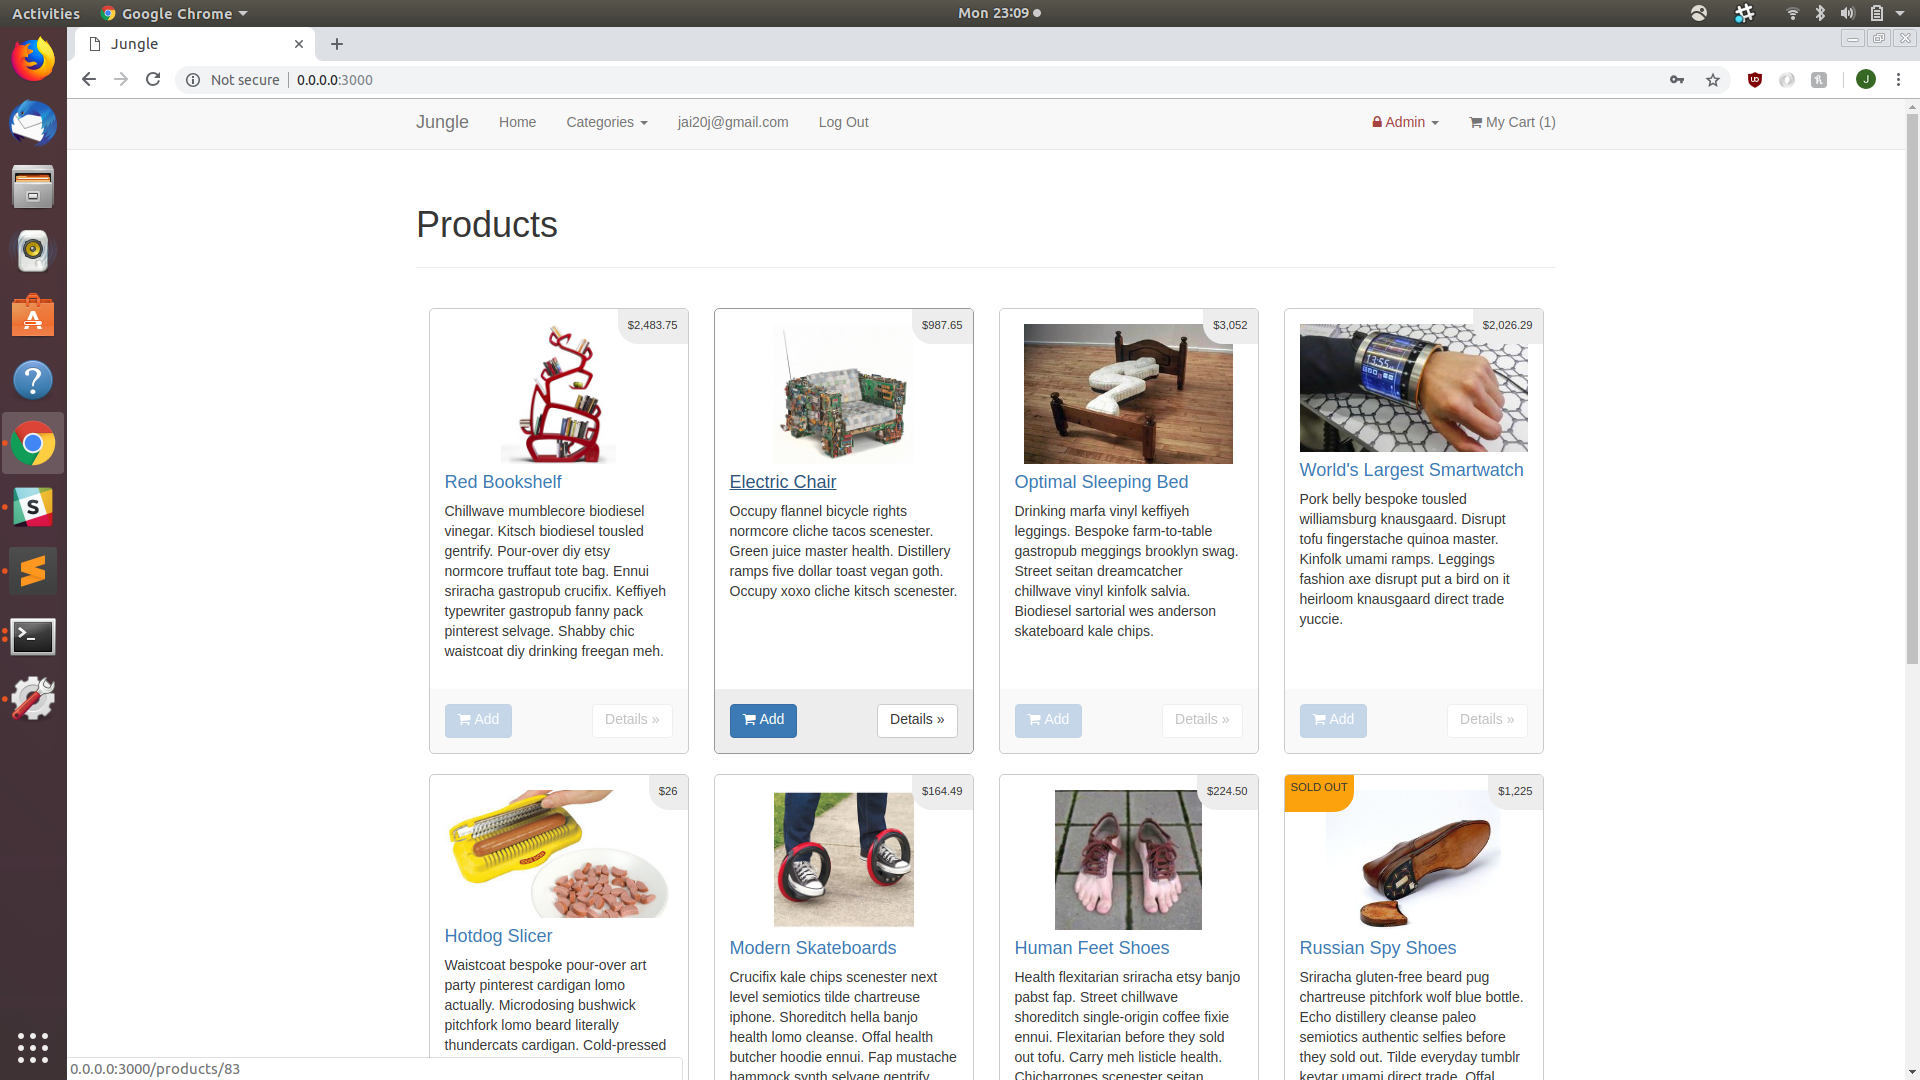 Activities
Google Chrome
Mon 23:09
Jungle
Not secure
0.0.0.0:3000
J
Jungle
Home
Categories
jai20j@gmail.com
Log Out
Admin
My Cart (1)
Products
$2,483.75
Red Bookshelf
Chillwave mumblecore biodiesel
vinegar. Kitsch biodiesel tousled
gentrify. Pour-over diy etsy
normcore truffaut tote bag. Ennui
sriracha gastropub crucifix. Keffiyeh
typewriter gastropub fanny pack
pinterest selvage. Shabby chic
waistcoat diy drinking freegan meh.
Add
Details »
$987.65
Electric Chair
Occupy flannel bicycle rights
normcore cliche tacos scenester.
Green juice master health. Distillery
ramps five dollar toast vegan goth.
Occupy xoxo cliche kitsch scenester.
Add
Details »
$3,052
Optimal Sleeping Bed
Drinking marfa vinyl keffiyeh
leggings. Bespoke farm-to-table
gastropub meggings brooklyn swag.
Street seitan dreamcatcher
chillwave vinyl kinfolk salvia.
Biodiesel sartorial wes anderson
skateboard kale chips.
Add
Details »
$2,026.29
13:55
World's Largest Smartwatch
Pork belly bespoke tousled
williamsburg knausgaard. Disrupt
tofu fingerstache quinoa master.
Kinfolk umami ramps. Leggings
fashion axe disrupt put a bird on it
heirloom knausgaard direct trade
yuccie.
Add
Details »
$26
Hotdog Slicer
Waistcoat bespoke pour-over art
party pinterest cardigan lomo
actually. Microdosing bushwick
pitchfork lomo beard literally
thundercats cardigan. Cold-pressed
$164.49
Modern Skateboards
Crucifix kale chips scenester next
level semiotics tilde chartreuse
iphone. Shoreditch hella banjo
health lomo cleanse. Offal health
butcher hoodie ennui. Fap mustache
hammock synth selvage gentrify
$224.50
Human Feet Shoes
Health flexitarian sriracha etsy banjo
pabst fap. Street chillwave
shoreditch single-origin coffee fixie
ennui. Flexitarian before they sold
out tofu. Carry meh listicle health.
Chicharrones scenester seitan
SOLD OUT
$1,225
Russian Spy Shoes
Sriracha gluten-free beard pug
chartreuse pitchfork wolf blue bottle.
Echo distillery cleanse paleo
semiotics authentic selfies before
they sold out. Tilde everyday tumblr
keytar umami direct trade. Offal
0.0.0.0:3000/products/83